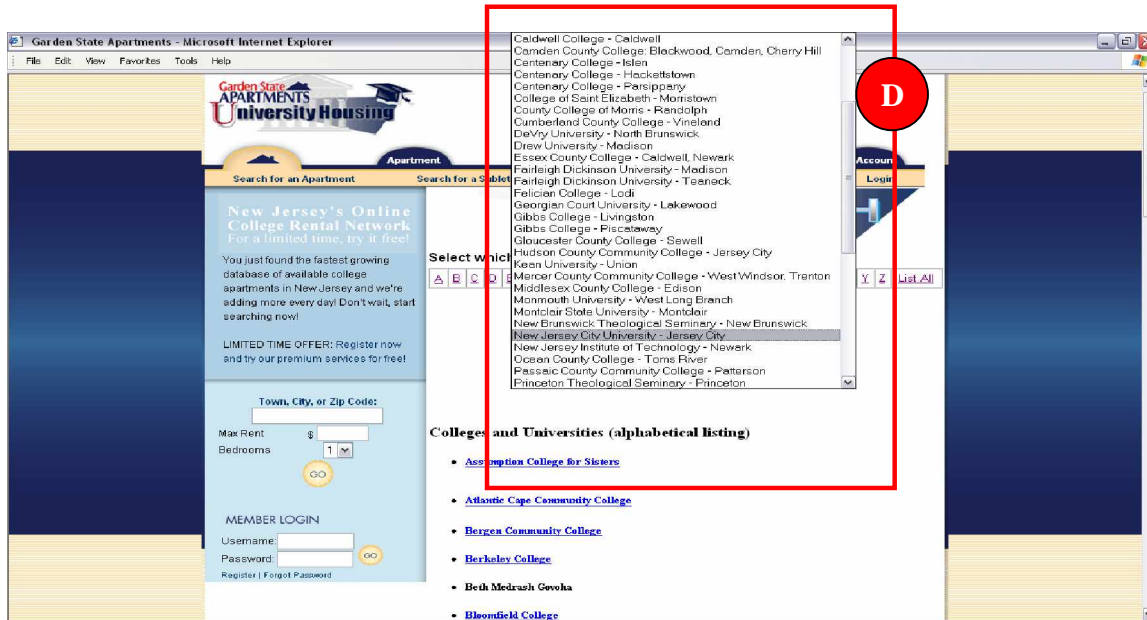 Garden State Apartments - Microsoft Internet Explorer
File Edit View Favorites Tools Help
Garden State
APARTMENTS
University Housing
Apartment
Account
Search for an Apartment
Search for a Sublet
Login
D
Caldwell College - Caldwell
Camden County College: Blackwood, Camden, Cherry Hill
Centenary College - Islen
Centenary College - Hackettstown
Centenary College - Parsippany
College of Saint Elizabeth - Morristown
County College of Morris - Randolph
Cumberland County College - Vineland
DeVry University - North Brunswick
Drew University - Madison
Essex County College - Caldwell, Newark
Fairleigh Dickinson University - Madison
Fairleigh Dickinson University - Teaneck
Felician College - Lodi
Georgian Court University - Lakewood
Gibbs College - Livingston
Gibbs College - Piscataway
Gloucester County College - Sewell
Hudson County Community College - Jersey City
Kean University - Union
Mercer County Community College - West Windsor, Trenton
Middlesex County College - Edison
Monmouth University - West Long Branch
Montclair State University - Montclair
New Brunswick Theological Seminary - New Brunswick
New Jersey City University - Jersey City
New Jersey Institute of Technology - Newark
Ocean County College - Toms River
Passaic County Community College - Patterson
Princeton Theological Seminary - Princeton
New Jersey's Online
College Rental Network
For a limited time, try it free!
You just found the fastest growing
database of available college
apartments in New Jersey and we're
adding more every day! Don't wait, start
searching now!
LIMITED TIME OFFER: Register now
and try our premium services for free!
Select which
A B C D E Y Z List All
Town, City, or Zip Code:
Max Rent $
Bedrooms 1
GO
MEMBER LOGIN
Username:
Password:
GO
Register | Forgot Password
Colleges and Universities (alphabetical listing)
• Assumption College for Sisters
• Atlantic Cape Community College
• Bergen Community College
• Berkeley College
• Beth Medrash Govoha
• Bloomfield College